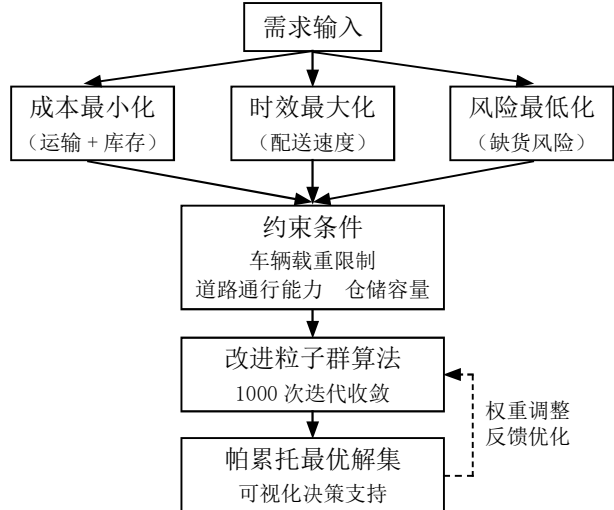 需求输入
成本最小化
（运输 + 库存）
时效最大化
（配送速度）
风险最低化
（缺货风险）
约束条件
车辆载重限制
道路通行能力 仓储容量
改进粒子群算法
1000 次迭代收敛
权重调整
反馈优化
帕累托最优解集
可视化决策支持